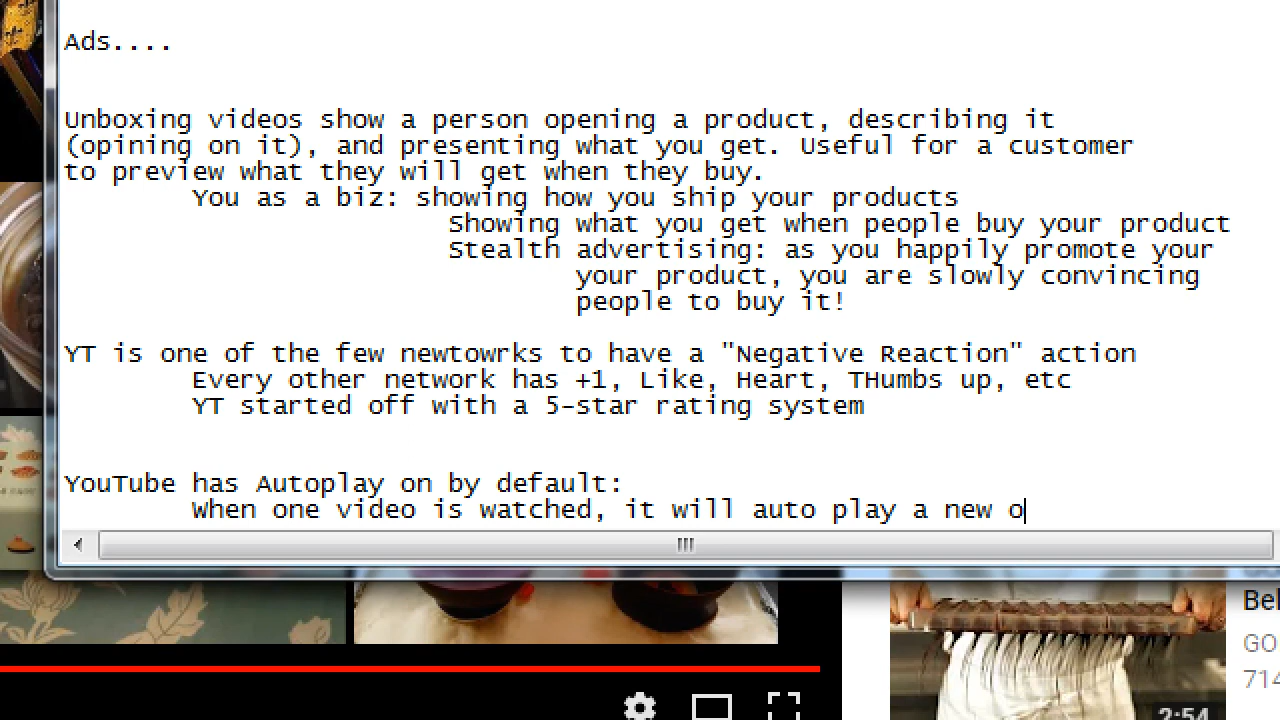 Ads....
Unboxing videos show a person opening a product, describing it
(opining on it), and presenting what you get. Useful for a customer
to preview what they will get when they buy.
You as a biz: showing how you ship your products
Showing what you get when people buy your product
Stealth advertising: as you happily promote your
your product, you are slowly convincing
people to buy it!
YT is one of the few newtowrks to have a "Negative Reaction" action
Every other network has +1, Like, Heart, THumbs up, etc
YT started off with a 5-star rating system
YouTube has Autoplay on by default:
When one video is watched, it will auto play a new o
Bel
GO
714
2:54